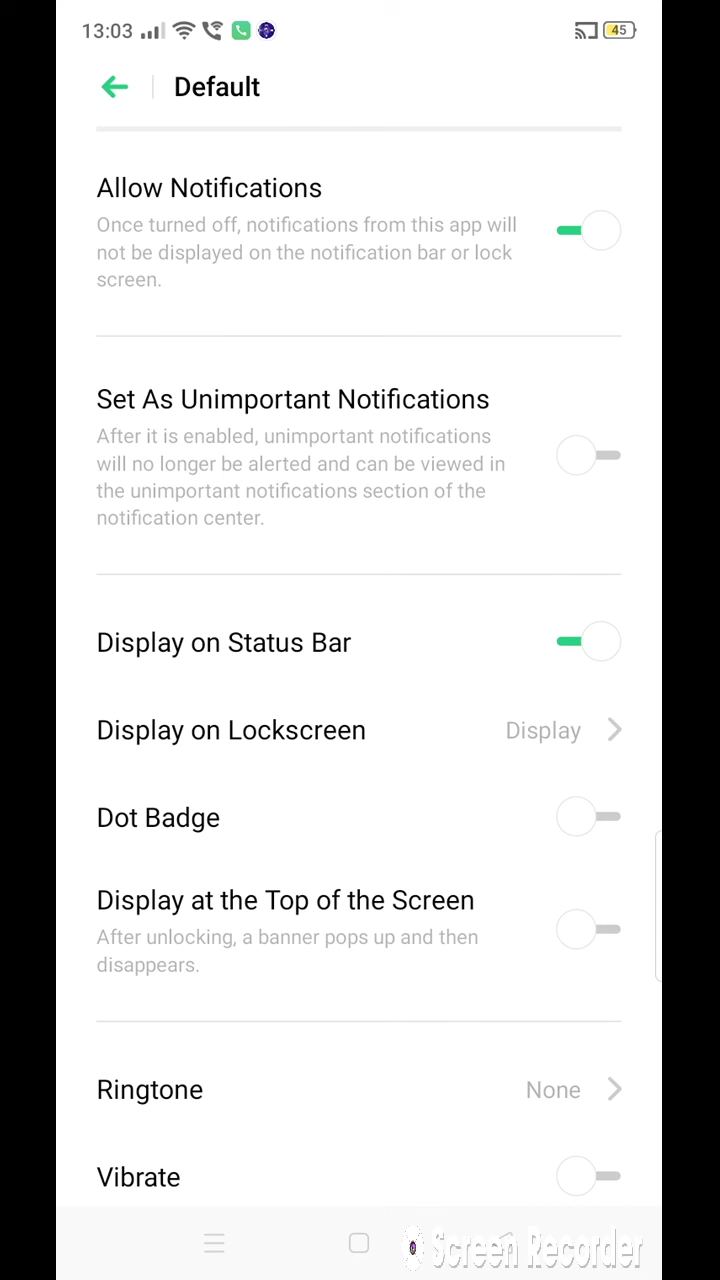 13:03
45
Default
Allow Notifications
Once turned off, notifications from this app will
not be displayed on the notification bar or lock
screen.
Set As Unimportant Notifications
After it is enabled, unimportant notifications
will no longer be alerted and can be viewed in
the unimportant notifications section of the
notification center.
Display on Status Bar
Display on Lockscreen Display
Dot Badge
Display at the Top of the Screen
After unlocking, a banner pops up and then
disappears.
Ringtone None
Vibrate
Screen Recorder